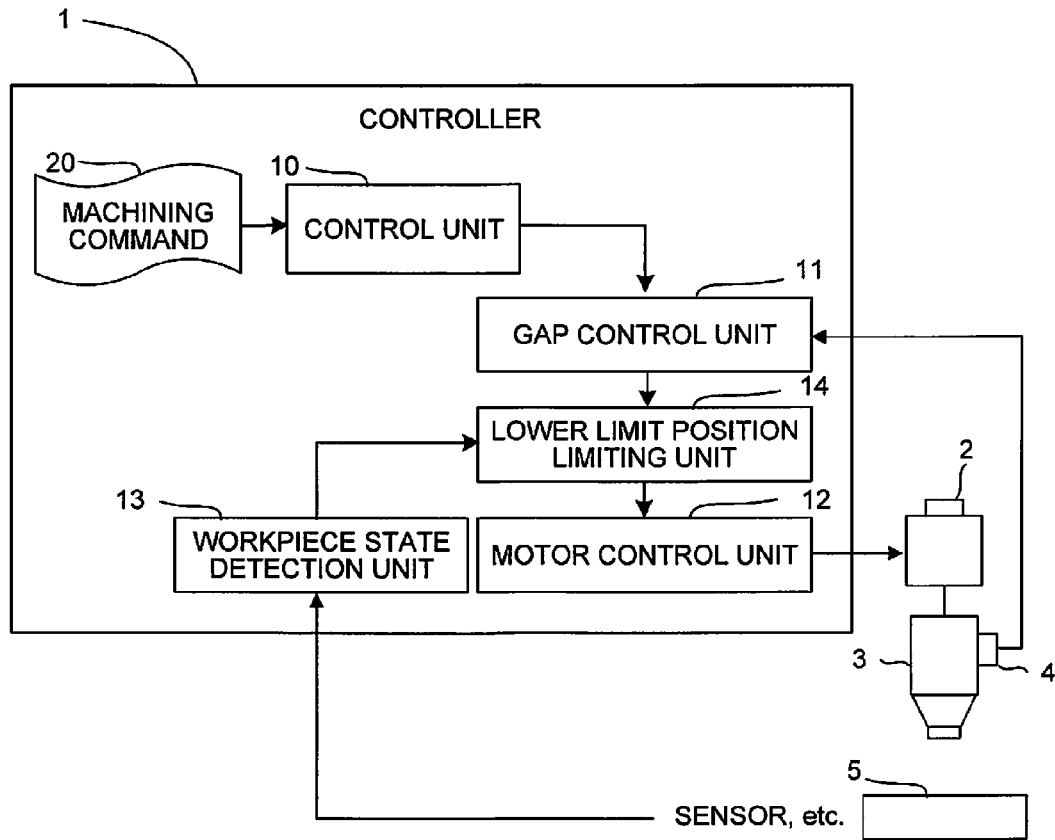 1
CONTROLLER
20
10
MACHINING
COMMAND
CONTROL UNIT
11
GAP CONTROL UNIT
14
LOWER LIMIT POSITION
LIMITING UNIT
2
13
12
WORKPIECE STATE
DETECTION UNIT
MOTOR CONTROL UNIT
3
4
5
SENSOR, etc.